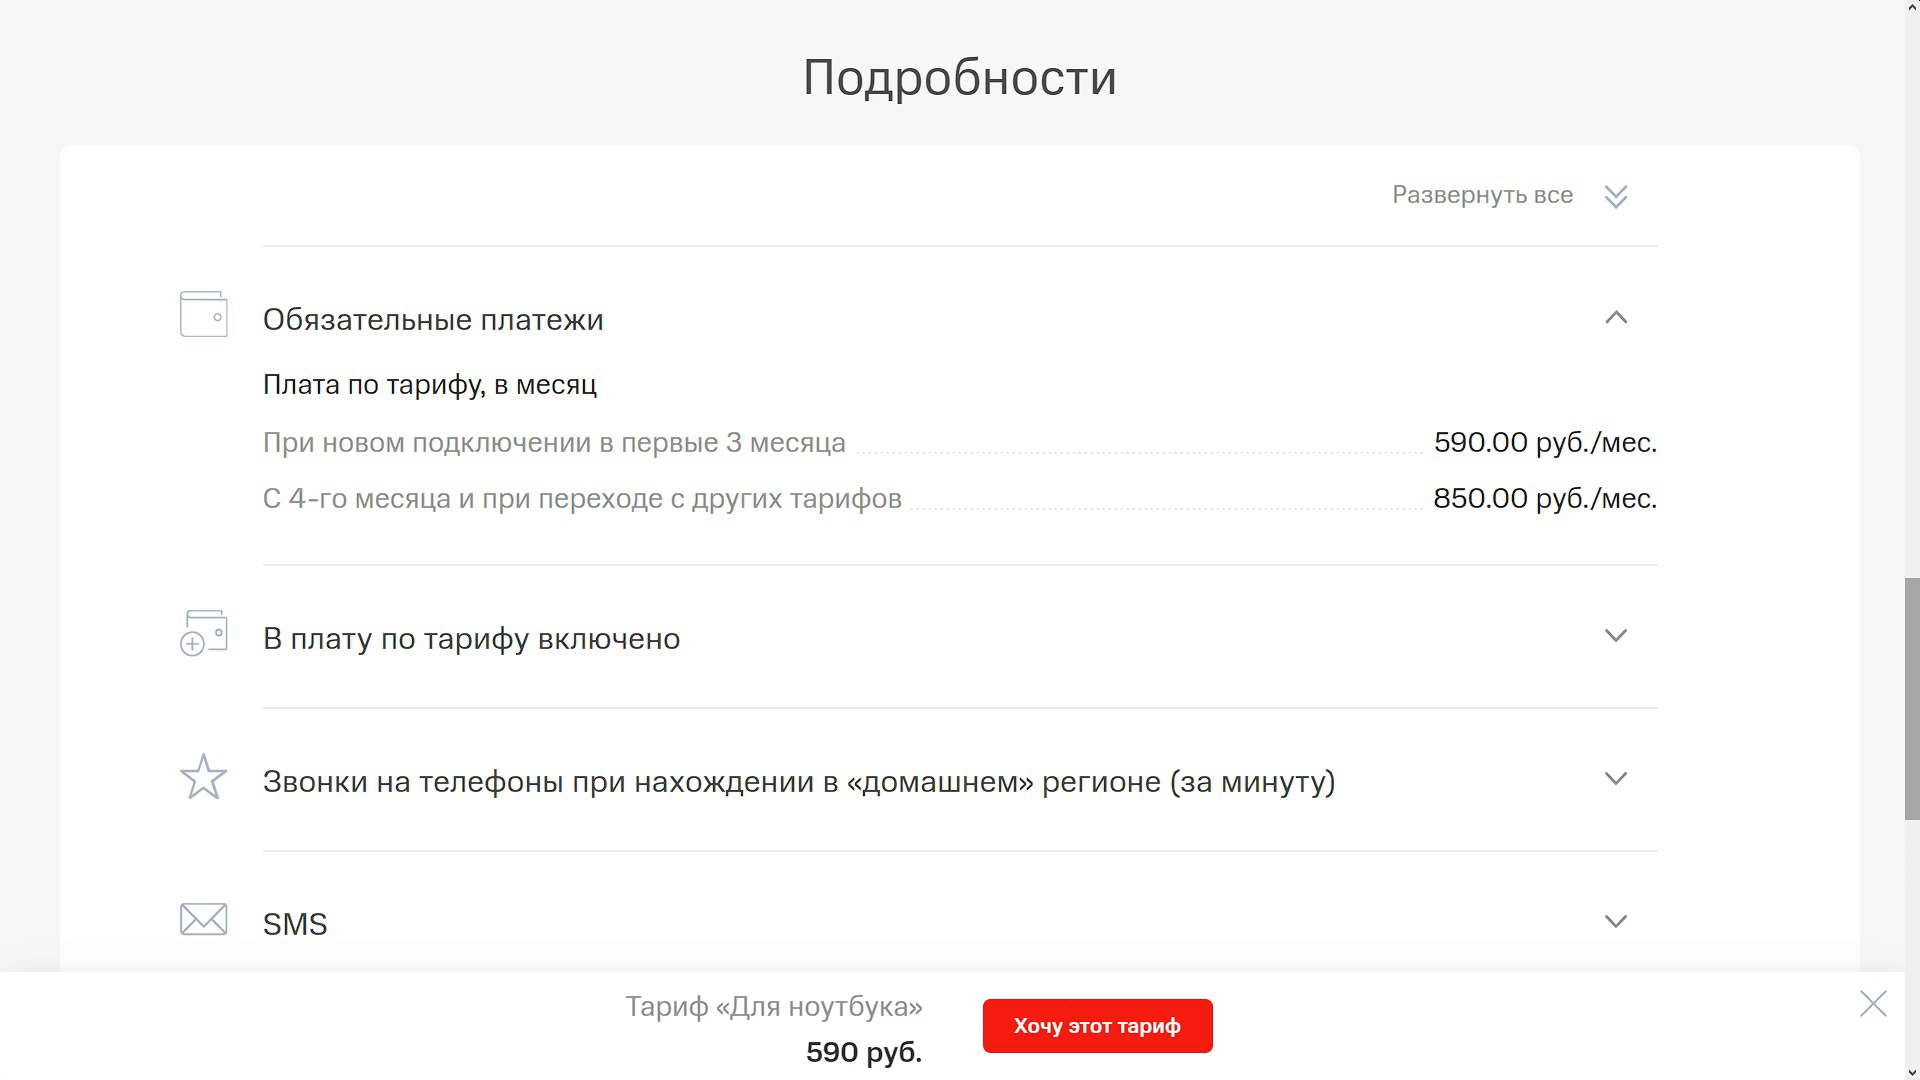 Подробности
Развернуть все
Обязательные платежи
Плата по тарифу, в месяц
При новом подключении в первые 3 месяца 590.00 руб./мес.
С 4-го месяца и при переходе с других тарифов 850.00 руб./мес.
В плату по тарифу включено
Звонки на телефоны при нахождении в «домашнем» регионе (за минуту)
SMS
Тариф «Для ноутбука»
590 руб.
Хочу этот тариф